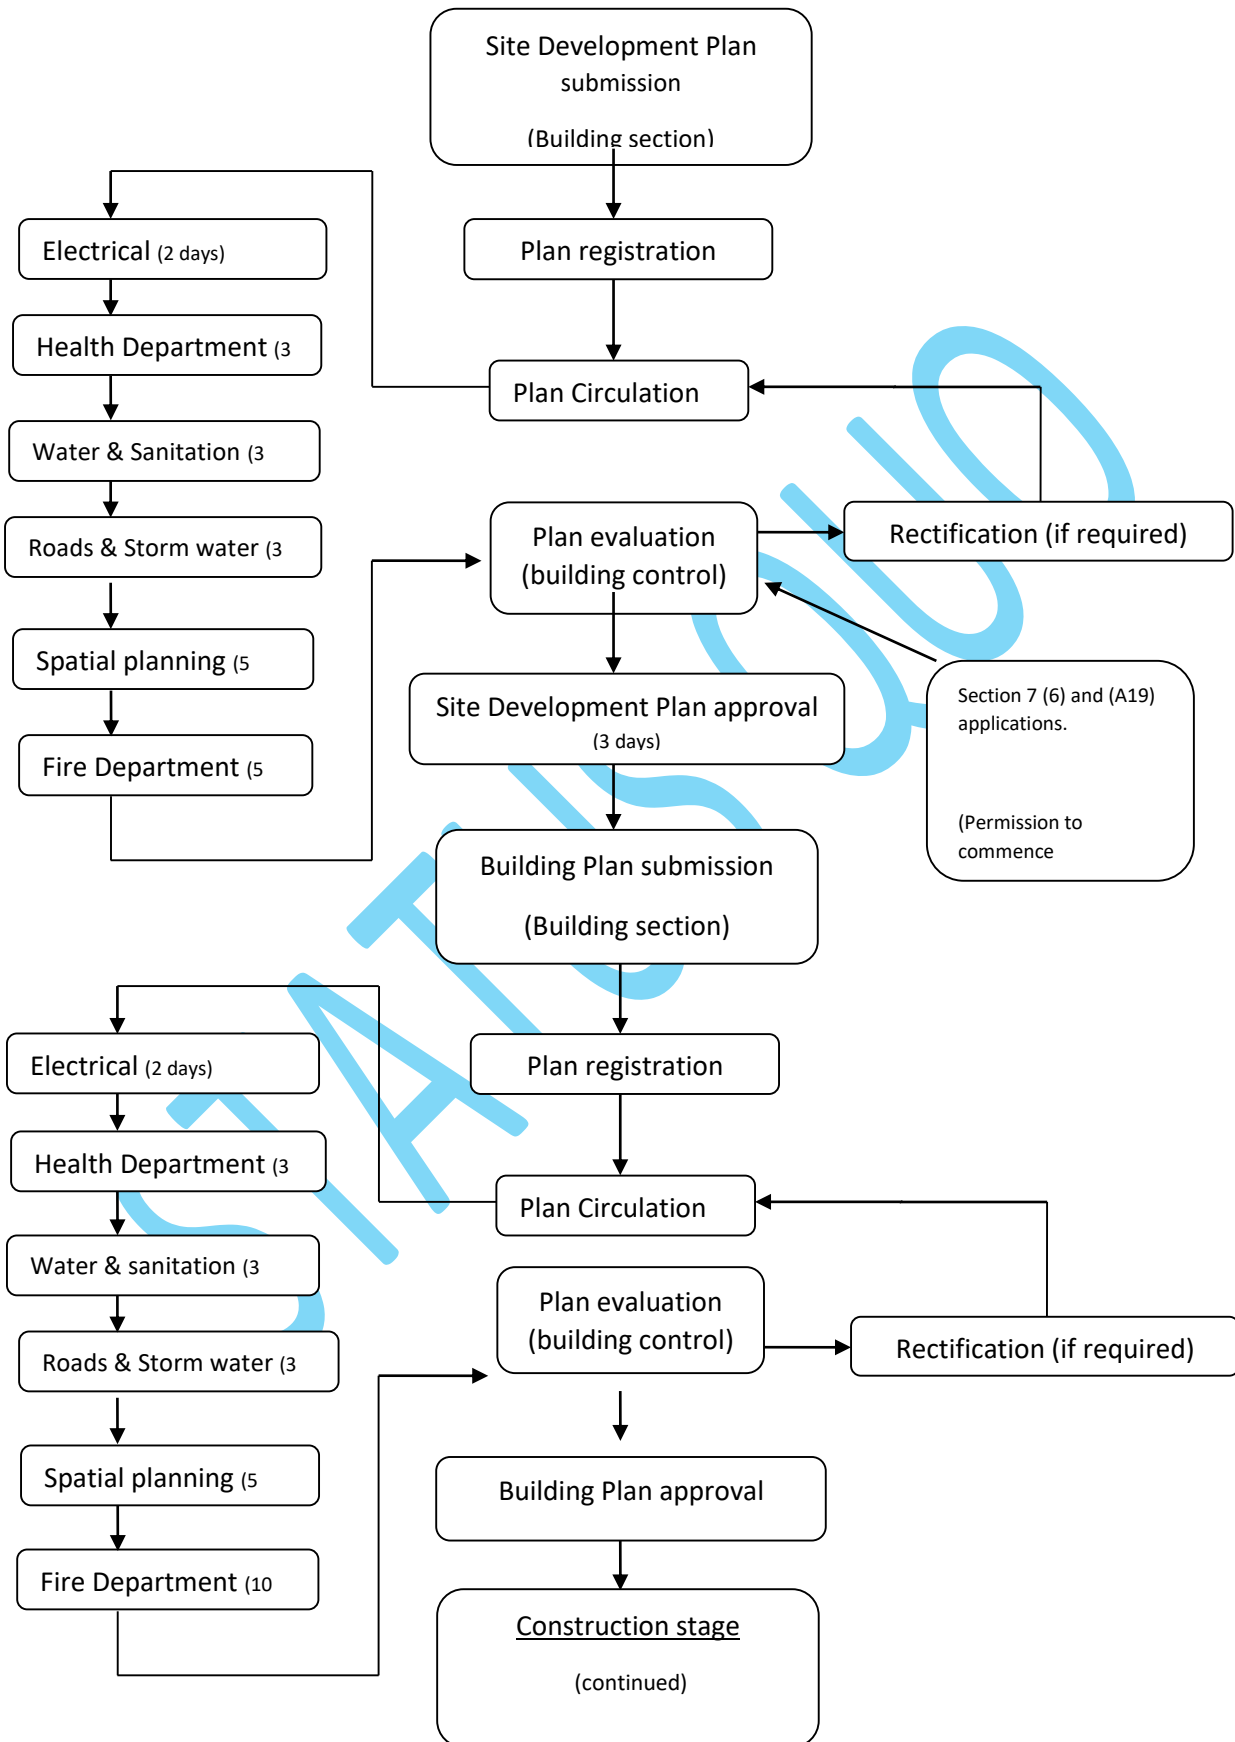 Site Development Plan
submission
(Building section)
Electrical (2 days)
Plan registration
Health Department (3
Plan Circulation
Water & Sanitation (3
Roads & Storm water (3
Plan evaluation
(building control)
Rectification (if required)
Spatial planning (5
Site Development Plan approval
(3 days)
Section 7 (6) and (A19)
applications.
(Permission to
commence
Fire Department (5
Building Plan submission
(Building section)
Electrical (2 days)
Plan registration
Health Department (3
Plan Circulation
Water & sanitation (3
Roads & Storm water (3
Plan evaluation
(building control)
Rectification (if required)
Spatial planning (5
Building Plan approval
Fire Department (10
Construction stage
(continued)
STATUS QUO